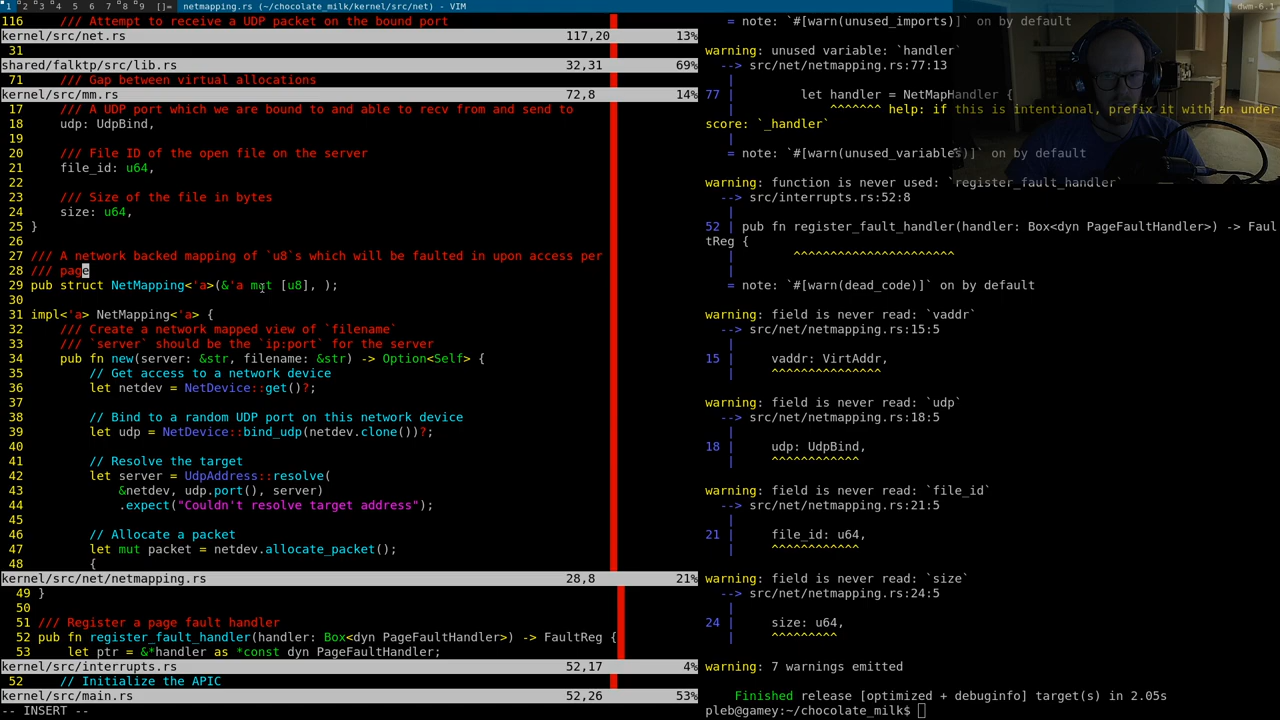 1 2 3 4 5 6 7 8 9 []= netmapping.rs (~/chocolate_milk/kernel/src/net) - VIM dwm-6.1
116 /// Attempt to receive a UDP packet on the bound port
kernel/src/net.rs 117,20 13%
31
shared/falktp/src/lib.rs 32,31 69%
71 /// Gap between virtual allocations
kernel/src/mm.rs 72,8 14%
17 /// A UDP port which we are bound to and able to recv from and send to
18 udp: UdpBind,
19
20 /// File ID of the open file on the server
21 file_id: u64,
22
23 /// Size of the file in bytes
24 size: u64,
25 }
26
27 /// A network backed mapping of `u8`s which will be faulted in upon access per
28 /// page
29 pub struct NetMapping<'a>(&'a mut [u8], );
30
31 impl<'a> NetMapping<'a> {
32 /// Create a network mapped view of `filename`
33 /// `server` should be the `ip:port` for the server
34 pub fn new(server: &str, filename: &str) -> Option<Self> {
35 // Get access to a network device
36 let netdev = NetDevice::get()?;
37
38 // Bind to a random UDP port on this network device
39 let udp = NetDevice::bind_udp(netdev.clone())?;
40
41 // Resolve the target
42 let server = UdpAddress::resolve(
43 &netdev, udp.port(), server)
44 .expect("Couldn't resolve target address");
45
46 // Allocate a packet
47 let mut packet = netdev.allocate_packet();
48 {
kernel/src/net/netmapping.rs 28,8 21%
49 }
50
51 /// Register a page fault handler
52 pub fn register_fault_handler(handler: Box<dyn PageFaultHandler>) -> FaultReg {
53 let ptr = &*handler as *const dyn PageFaultHandler;
kernel/src/interrupts.rs 52,17 4%
52 // Initialize the APIC
kernel/src/main.rs 52,26 53%
-- INSERT --
= note: `#[warn(unused_imports)]` on by default
warning: unused variable: `handler`
--> src/net/netmapping.rs:77:13
|
77 | let handler = NetMapHandler {
| ^^^^^^^ help: if this is intentional, prefix it with an under
score: `_handler`
|
= note: `#[warn(unused_variables)]` on by default
warning: function is never used: `register_fault_handler`
--> src/interrupts.rs:52:8
|
52 | pub fn register_fault_handler(handler: Box<dyn PageFaultHandler>) -> Faul
tReg {
| ^^^^^^^^^^^^^^^^^^^^^^
|
= note: `#[warn(dead_code)]` on by default
warning: field is never read: `vaddr`
--> src/net/netmapping.rs:15:5
|
15 | vaddr: VirtAddr,
| ^^^^^^^^^^^^^^^
warning: field is never read: `udp`
--> src/net/netmapping.rs:18:5
|
18 | udp: UdpBind,
| ^^^^^^^^^^^^
warning: field is never read: `file_id`
--> src/net/netmapping.rs:21:5
|
21 | file_id: u64,
| ^^^^^^^^^^^^
warning: field is never read: `size`
--> src/net/netmapping.rs:24:5
|
24 | size: u64,
| ^^^^^^^^^
warning: 7 warnings emitted
Finished release [optimized + debuginfo] target(s) in 2.05s
pleb@gamey:~/chocolate_milk$